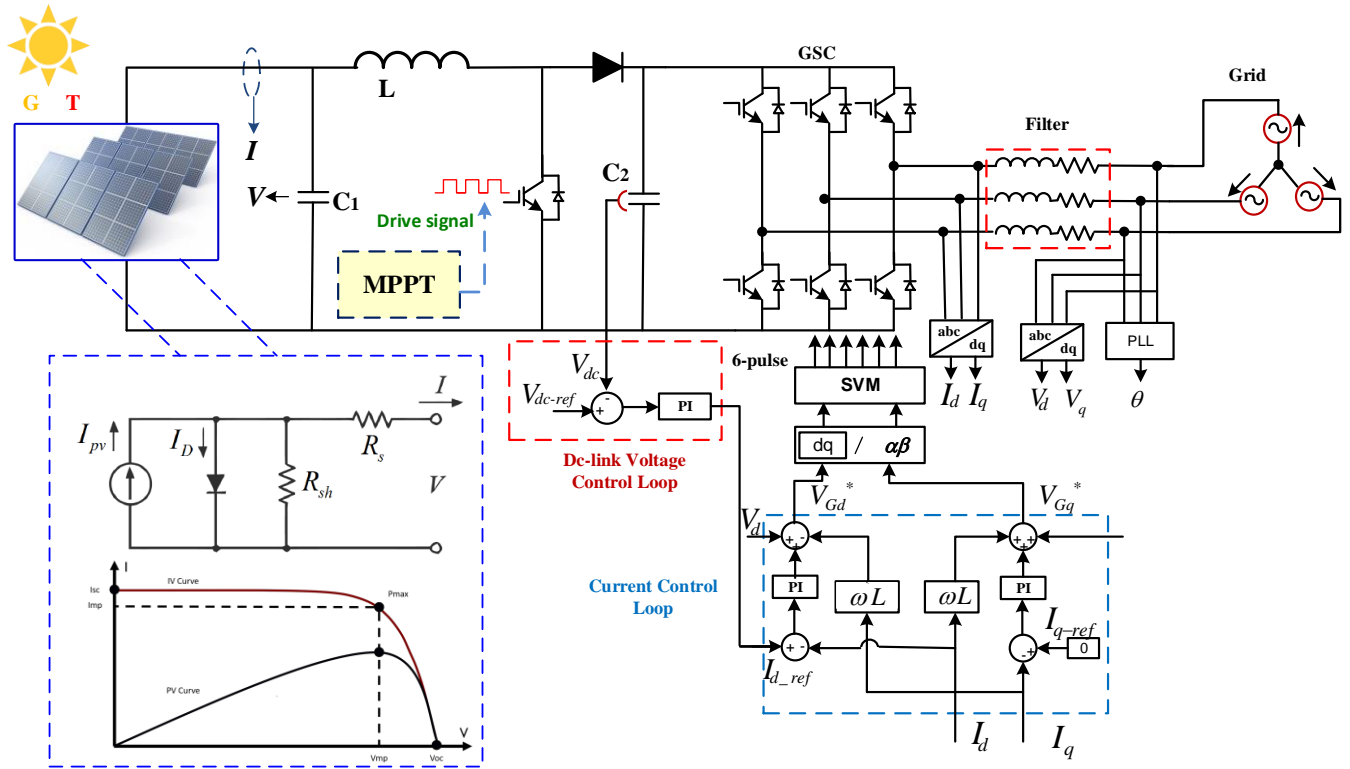 GSC
Grid
G T
L
Filter
I
V
C1
C2
Drive signal
MPPT
abc
dq
abc
dq
PLL
6-pulse
SVM
Vdc
Vdc-ref
+
-
PI
Id Iq
Vd Vq
θ
dq / αβ
Dc-link Voltage
Control Loop
VGd*
VGq*
I
Ipv
ID
Rs
Rsh
V
Vd
+ + -
+ + +
Current Control
Loop
PI
ωL
ωL
PI
+ -
- +
Iq-ref
0
Id_ref
Id
Iq
I
Isc
IV Curve
Imp
Pmax
PV Curve
V
Vmp
Voc